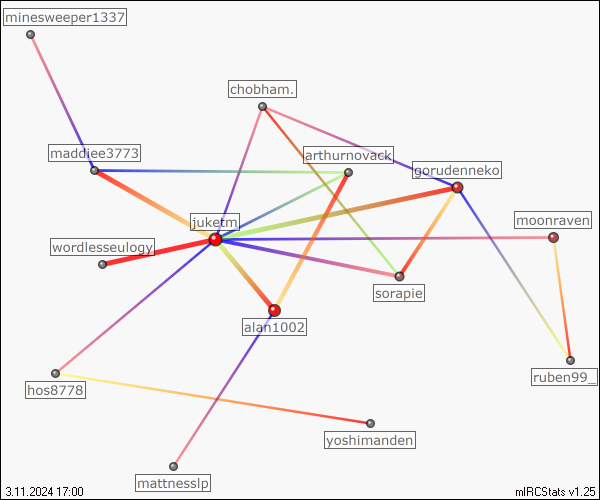 minesweeper1337
chobham.
maddiee3773
arthurnovack
gorudenneko
juketm
moonraven
wordlesseulogy
sorapie
alan1002
ruben99_
hos8778
yoshimanden
mattnesslp
3.11.2024 17:00
mIRCStats v1.25